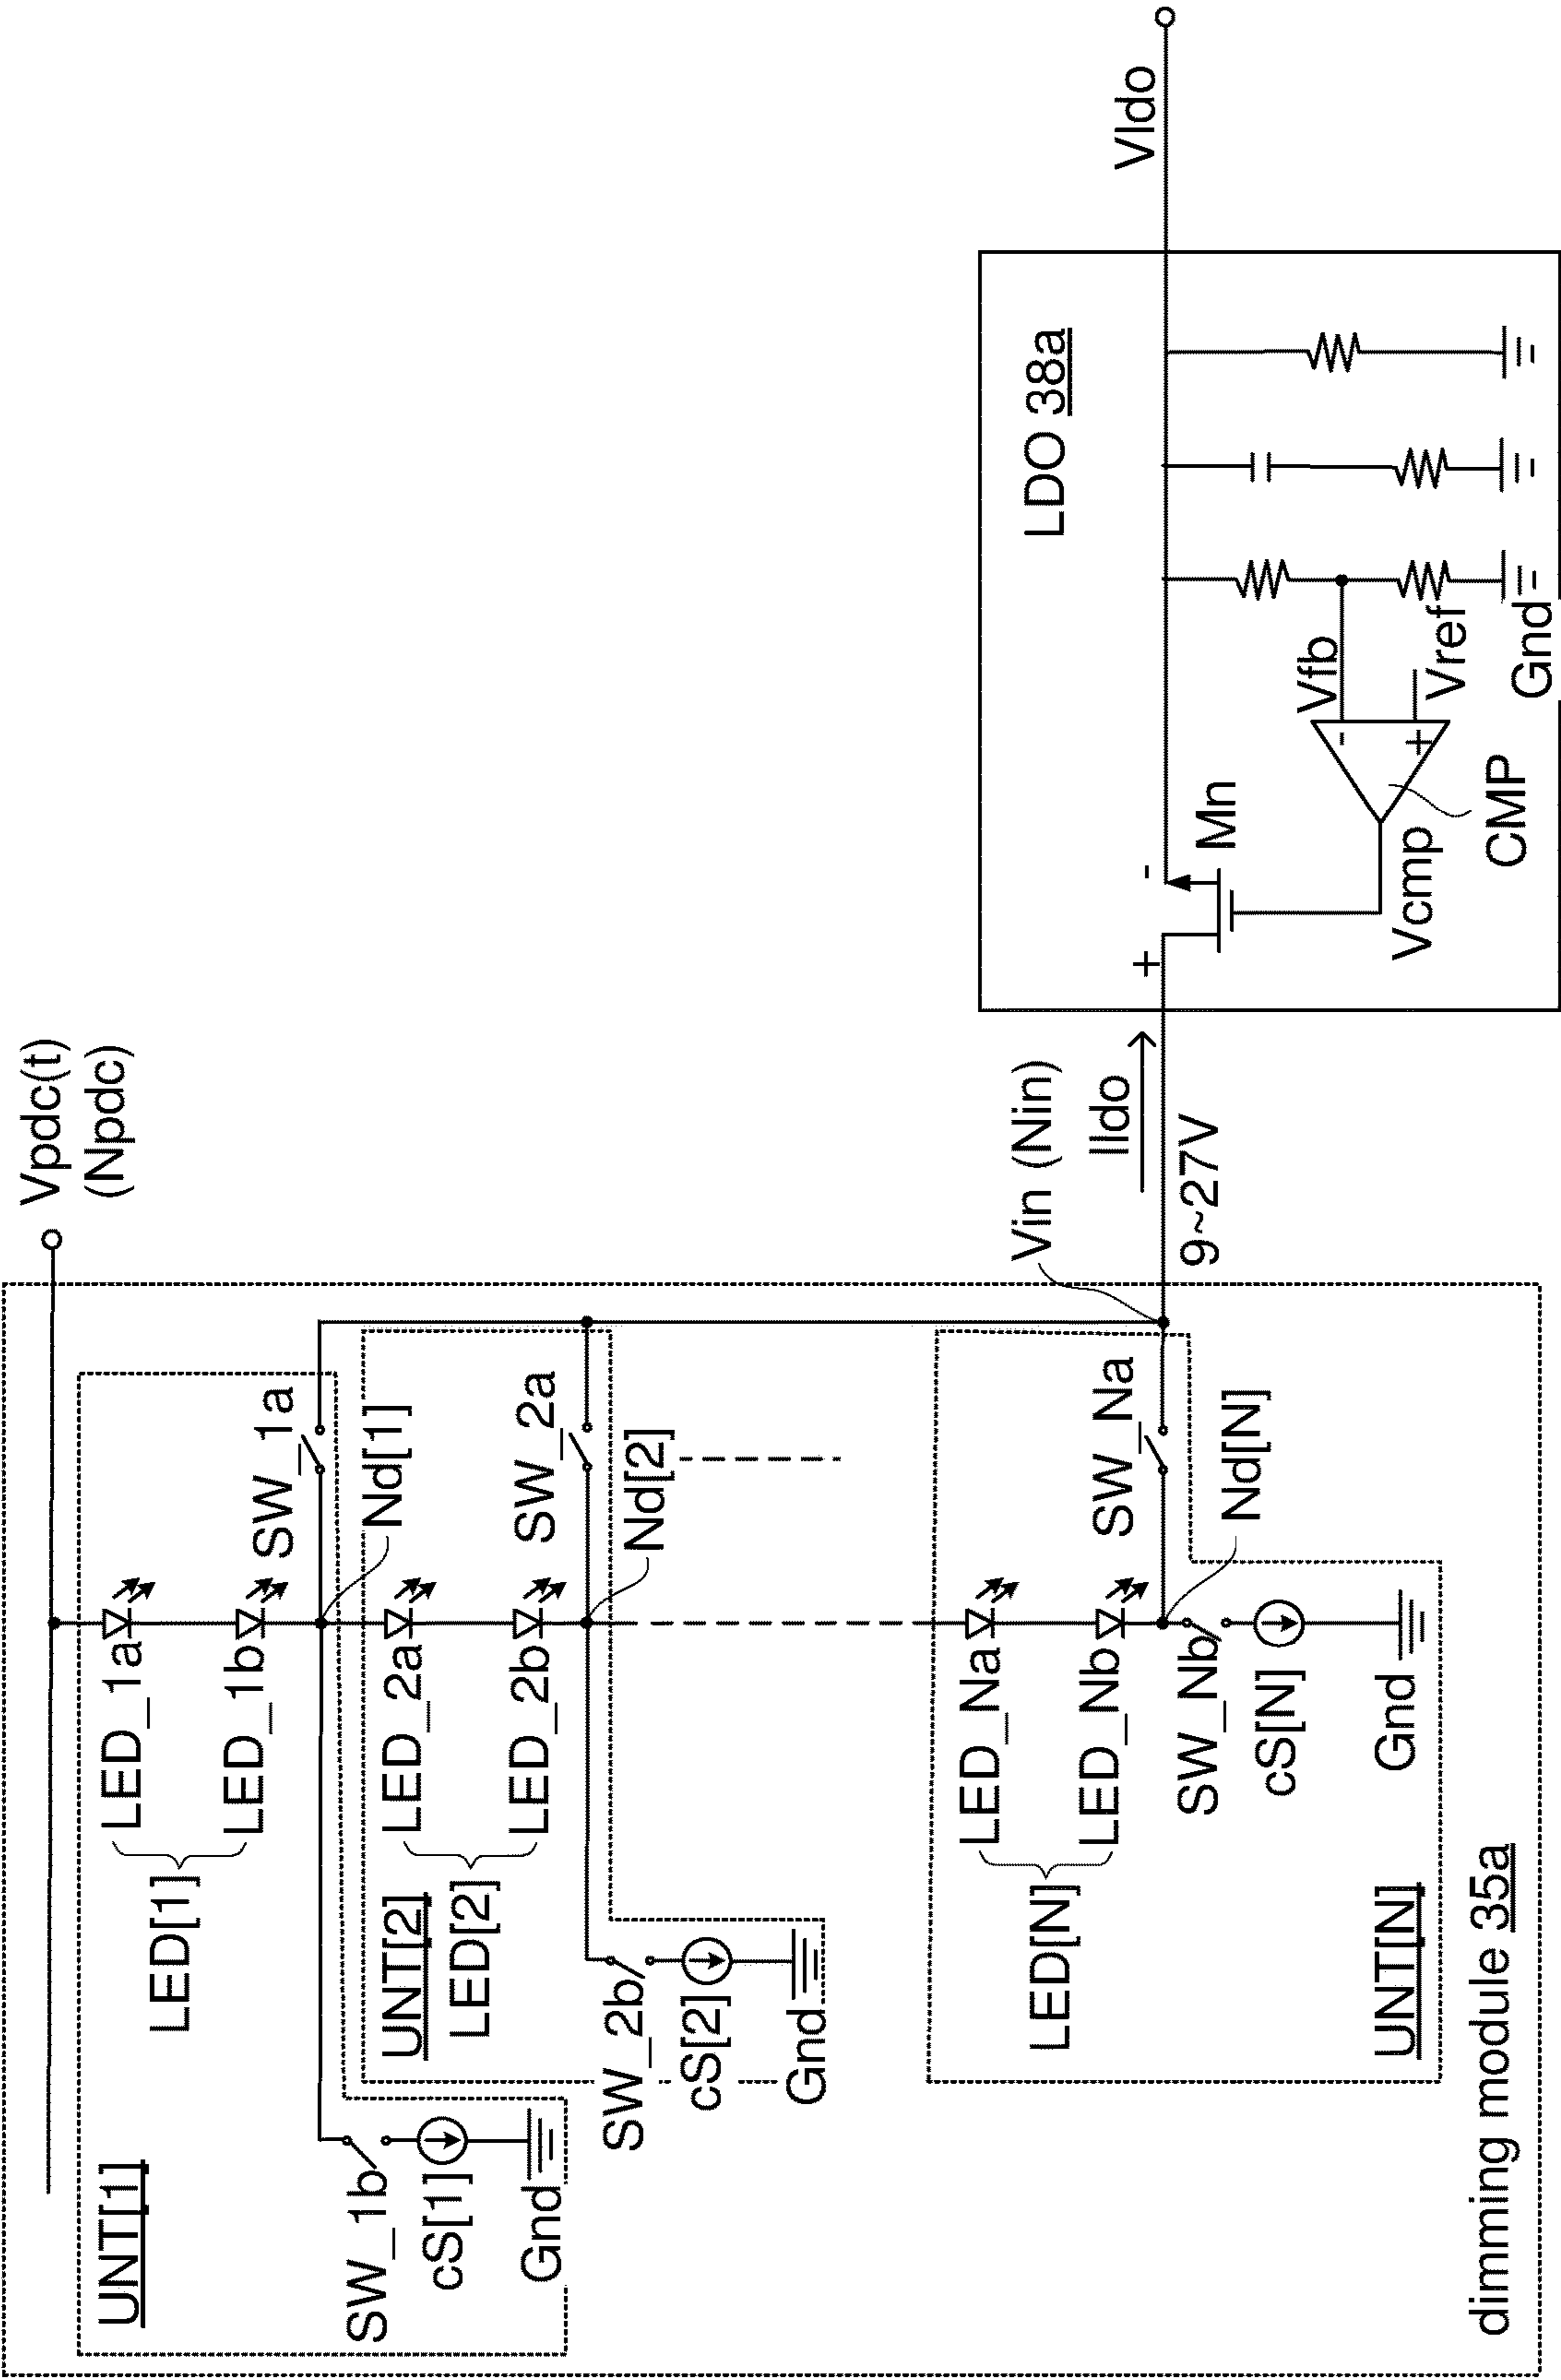 Vpdc(t)
(Npdc)
UNT[1]
LED[1]
LED_1a
LED_1b
SW_1a
Nd[1]
SW_1b
cS[1]
Gnd
UNT[2]
LED[2]
LED_2a
LED_2b
SW_2a
Nd[2]
SW_2b
cS[2]
Gnd
LED[N]
LED_Na
LED_Nb
SW_Na
Nd[N]
SW_Nb
cS[N]
Gnd
UNT[N]
dimming module 35a
Vin (Nin)
Ildo
9~27V
LDO 38a
+
-
Mn
Vcmp
CMP
-
+
Vfb
Vref
Gnd
Vldo